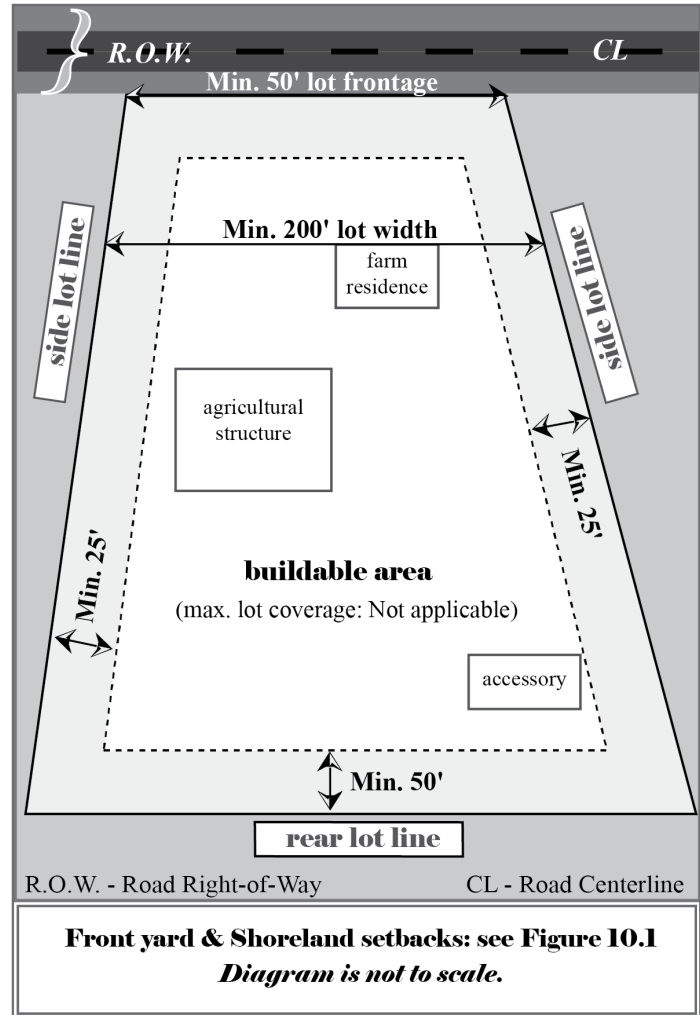 R.O.W.
CL
Min. 50' lot frontage
Min. 200' lot width
side lot line
side lot line
farm
residence
agricultural
structure
Min. 25'
Min. 25'
buildable area
(max. lot coverage: Not applicable)
accessory
Min. 50'
rear lot line
R.O.W. - Road Right-of-Way
CL - Road Centerline
Front yard & Shoreland setbacks: see Figure 10.1
Diagram is not to scale.